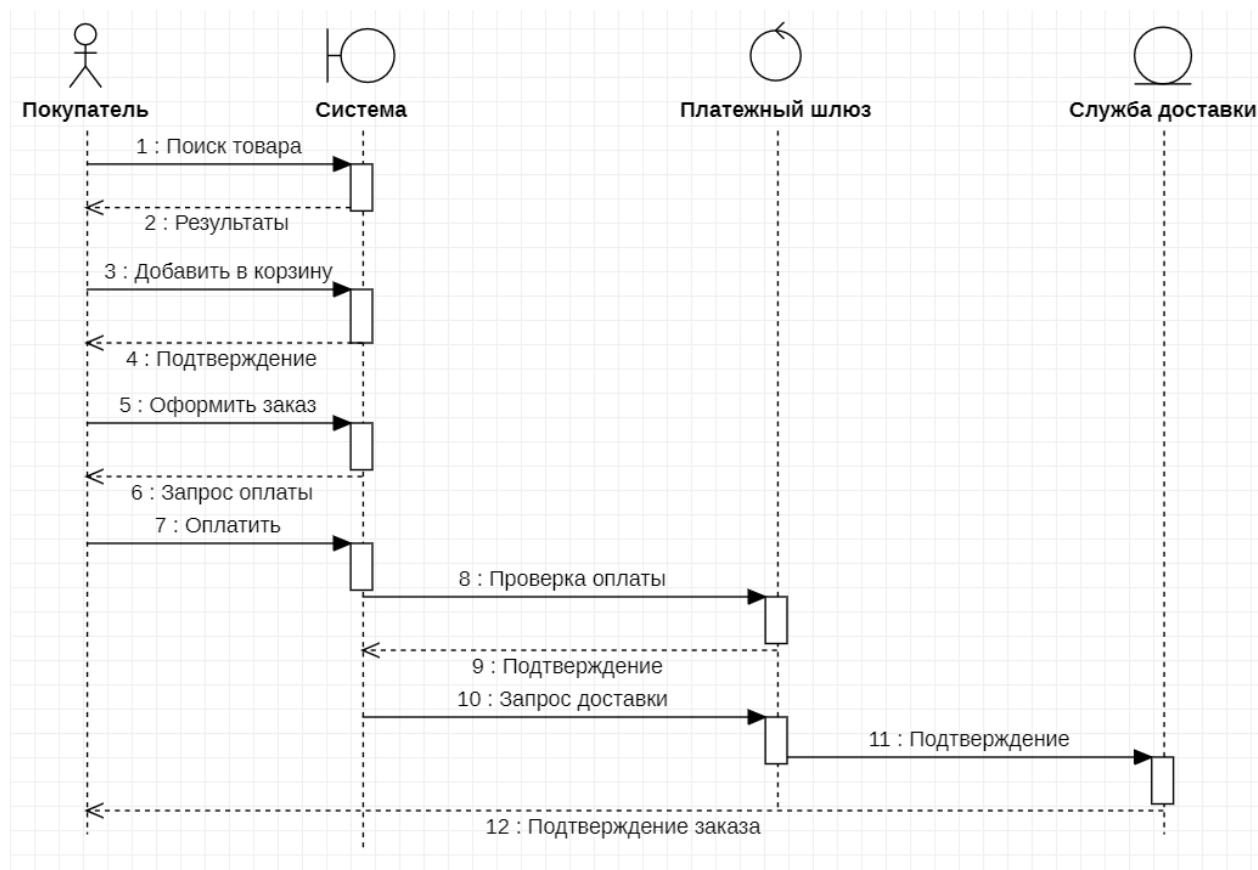 Покупатель
Система
Платежный шлюз
Служба доставки
1 : Поиск товара
2 : Результаты
3 : Добавить в корзину
4 : Подтверждение
5 : Оформить заказ
6 : Запрос оплаты
7 : Оплатить
8 : Проверка оплаты
9 : Подтверждение
10 : Запрос доставки
11 : Подтверждение
12 : Подтверждение заказа